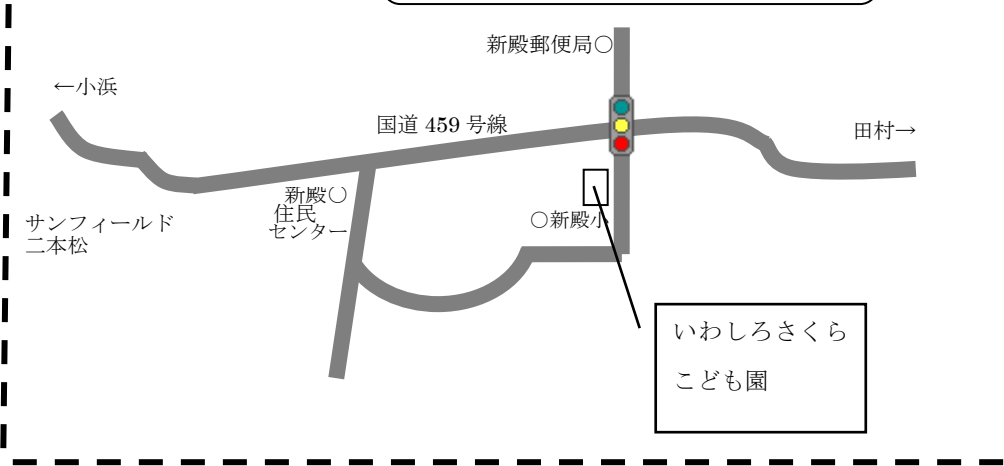 新殿郵便局○
←小浜
国道 459 号線
田村→
新殿○
住民
センター
サンフィールド
二本松
○新殿小
いわしろさくら
こども園